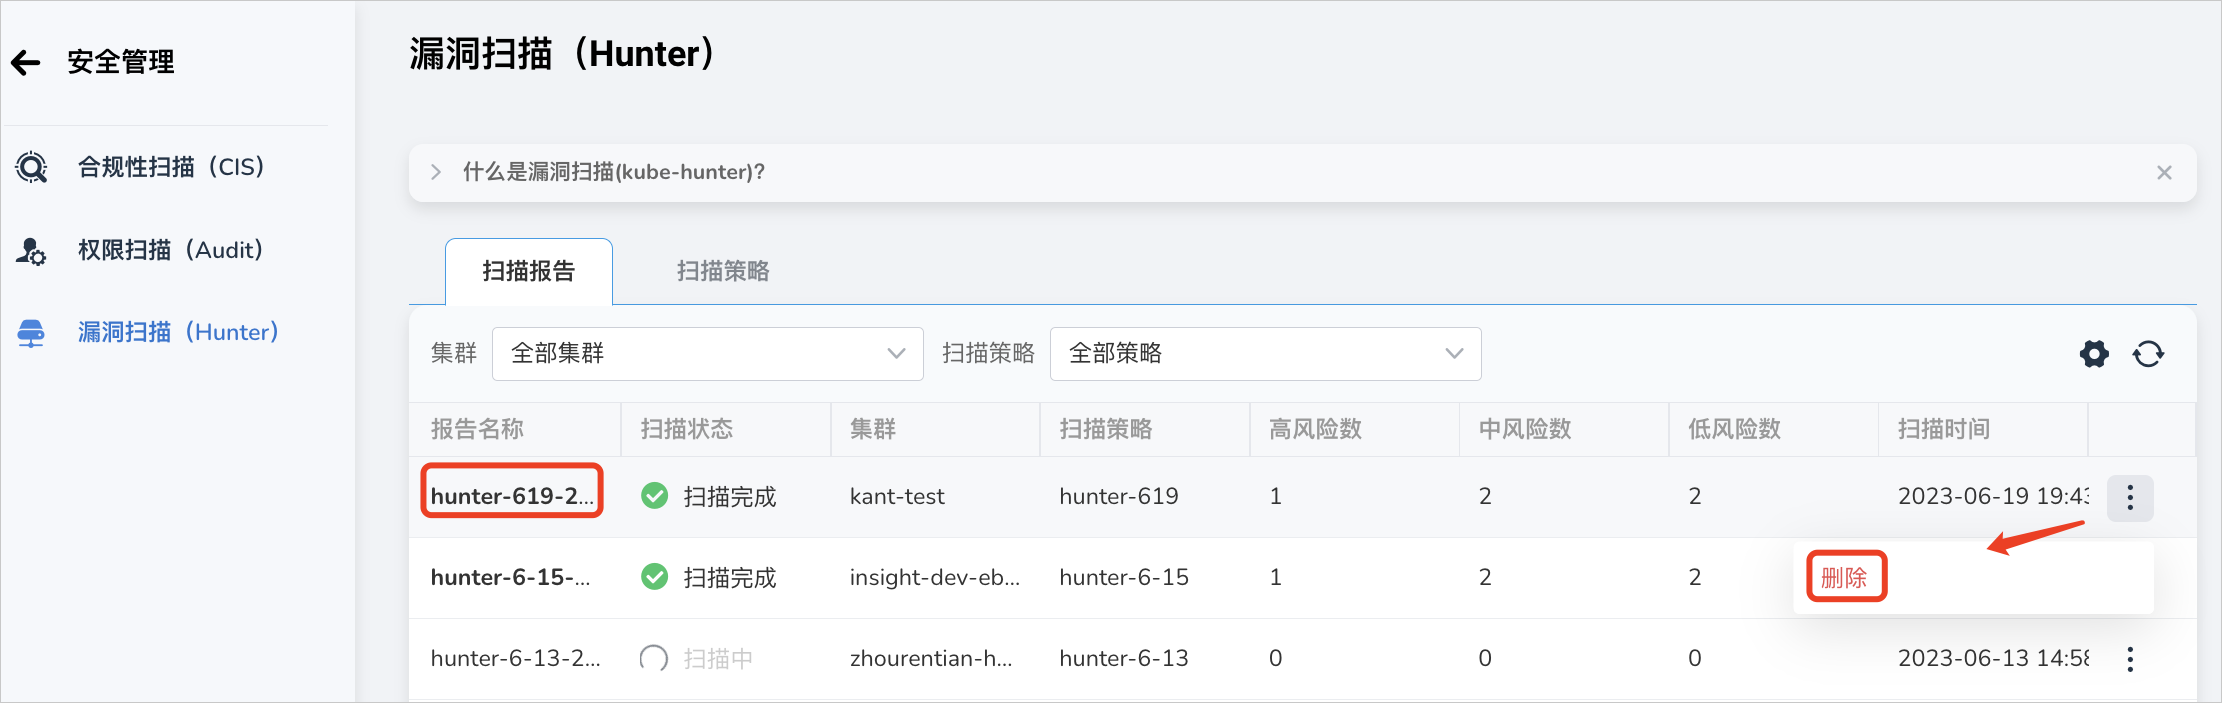 安全管理
合规性扫描（CIS）
权限扫描（Audit）
漏洞扫描（Hunter）
漏洞扫描（Hunter）
什么是漏洞扫描(kube-hunter)?
扫描报告 扫描策略
集群 全部集群 扫描策略 全部策略
报告名称 扫描状态 集群 扫描策略 高风险数 中风险数 低风险数 扫描时间
hunter-619-2... 扫描完成 kant-test hunter-619 1 2 2 2023-06-19 19:43
hunter-6-15-... 扫描完成 insight-dev-eb... hunter-6-15 1 2 2
删除
hunter-6-13-2... 扫描中 zhourentian-h... hunter-6-13 0 0 0 2023-06-13 14:58